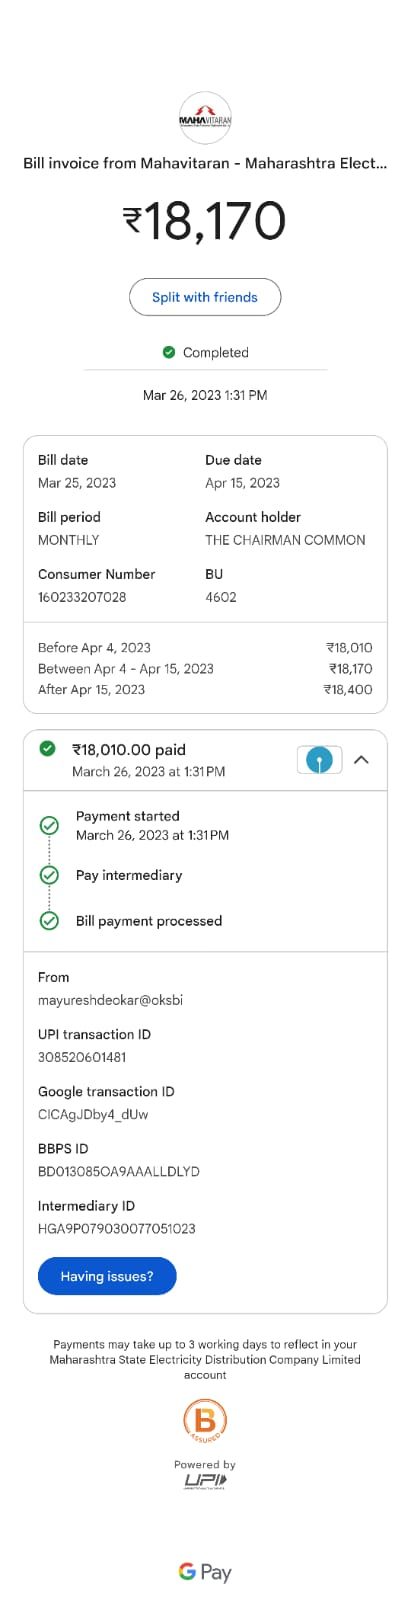 MAHAVITARAN
Bill invoice from Mahavitaran - Maharashtra Elect...
₹18,170
Split with friends
Completed
Mar 26, 2023 1:31 PM
Bill date
Due date
Mar 25, 2023
Apr 15, 2023
Bill period
Account holder
MONTHLY
THE CHAIRMAN COMMON
Consumer Number
BU
160233207028
4602
Before Apr 4, 2023 ₹18,010
Between Apr 4 - Apr 15, 2023 ₹18,170
After Apr 15, 2023 ₹18,400
₹18,010.00 paid
March 26, 2023 at 1:31 PM
Payment started
March 26, 2023 at 1:31 PM
Pay intermediary
Bill payment processed
From
mayureshdeokar@oksbi
UPI transaction ID
308520601481
Google transaction ID
CICAgJDby4_dUw
BBPS ID
BD013085OA9AAALLDLYD
Intermediary ID
HGA9P079030077051023
Having issues?
Payments may take up to 3 working days to reflect in your
Maharashtra State Electricity Distribution Company Limited
account
B
ASSURED
Powered by
UPI
G Pay